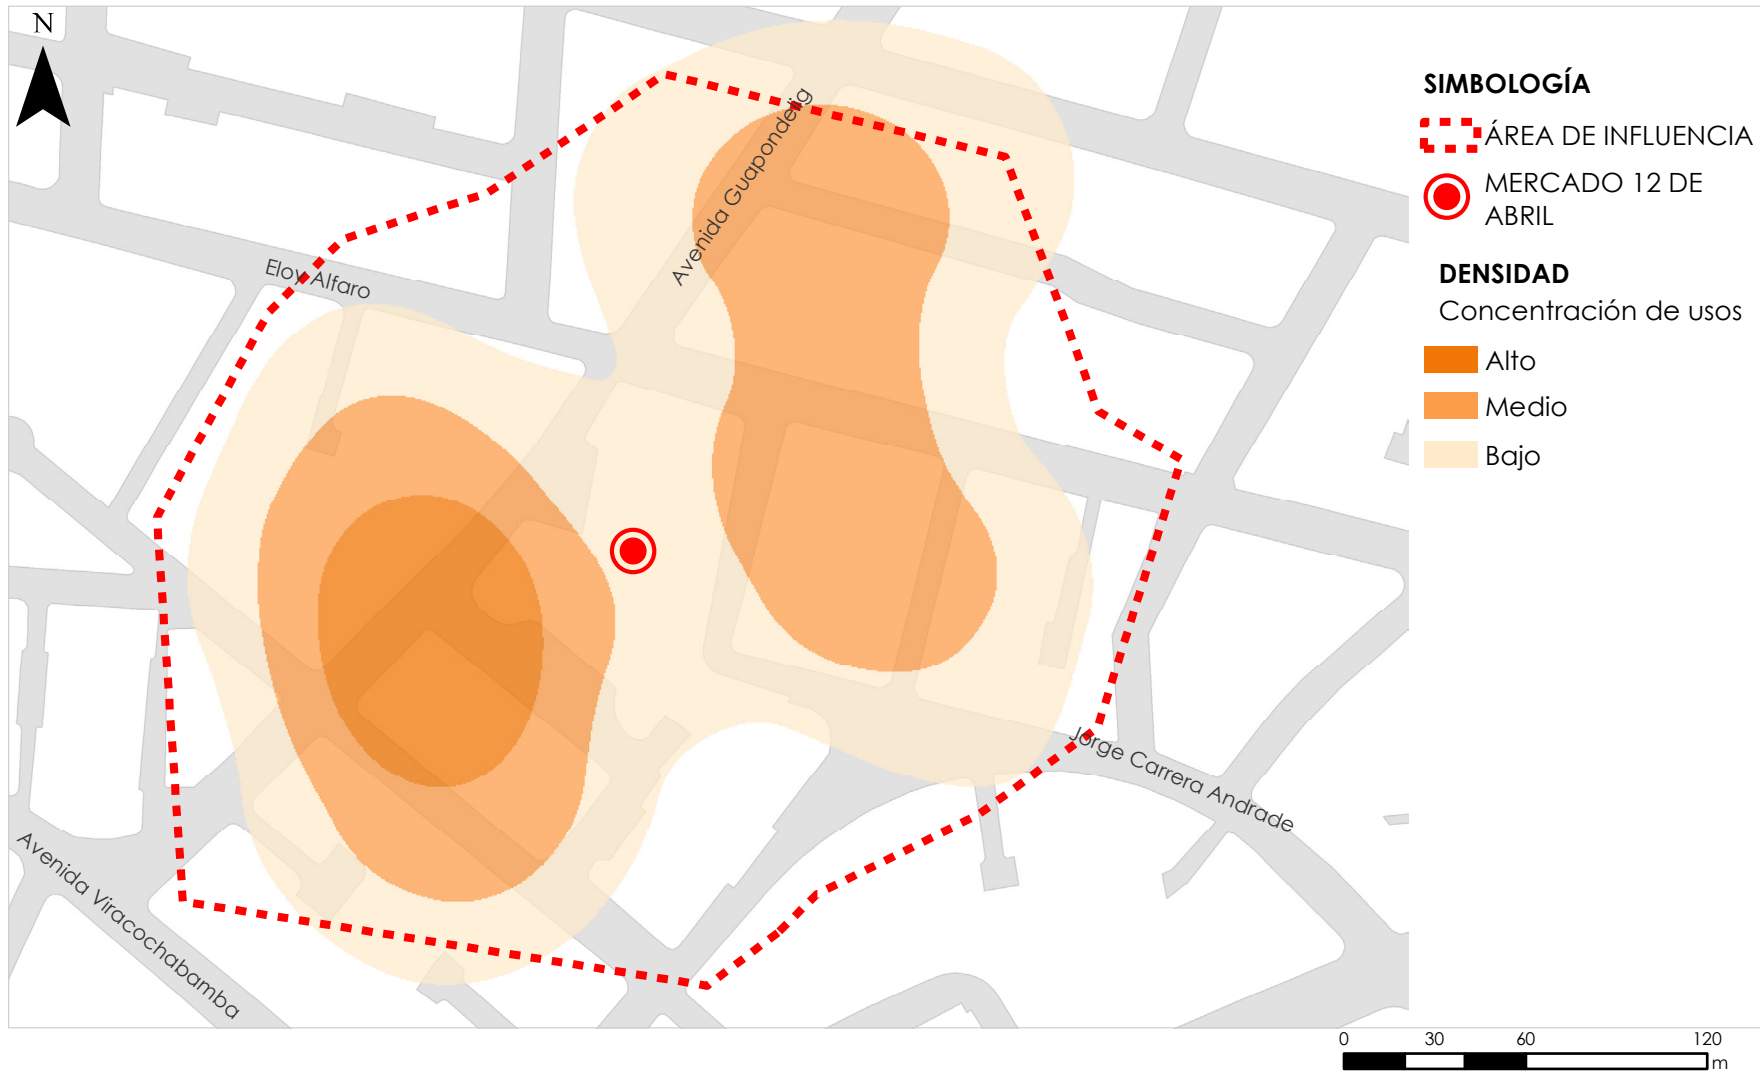 N
Avenida Guapondelig
Eloy Alfaro
Jorge Carrera Andrade
Avenida Viracochabamba
SIMBOLOGÍA
ÁREA DE INFLUENCIA
MERCADO 12 DE
ABRIL
DENSIDAD
Concentración de usos
Alto
Medio
Bajo
0 30 60 120
m